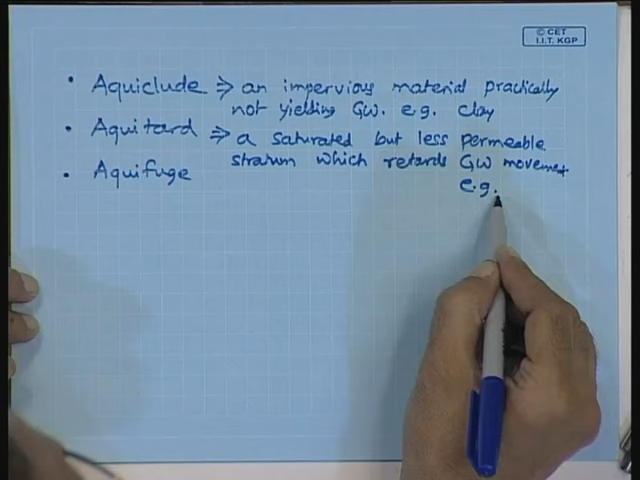 © CET
I.I.T. KGP
• Aquiclude ⇒ an impervious material practically
not yielding GW. e.g. clay
• Aquitard ⇒ a saturated but less permeable
stratum which retards GW movement
e.g.
• Aquifuge